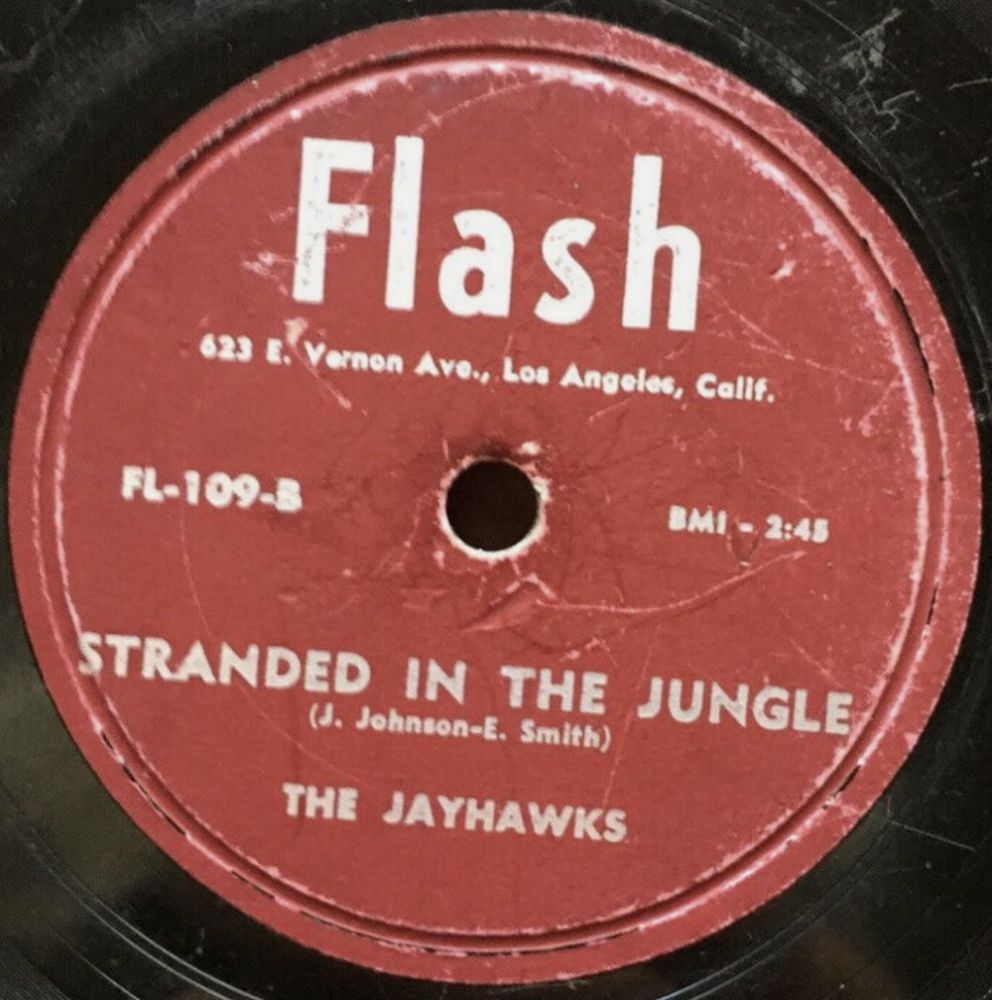 Flash
623 E. Vernon Ave., Los Angeles, Calif.
FL-109-B
BMI - 2:45
STRANDED IN THE JUNGLE
(J. Johnson-E. Smith)
THE JAYHAWKS